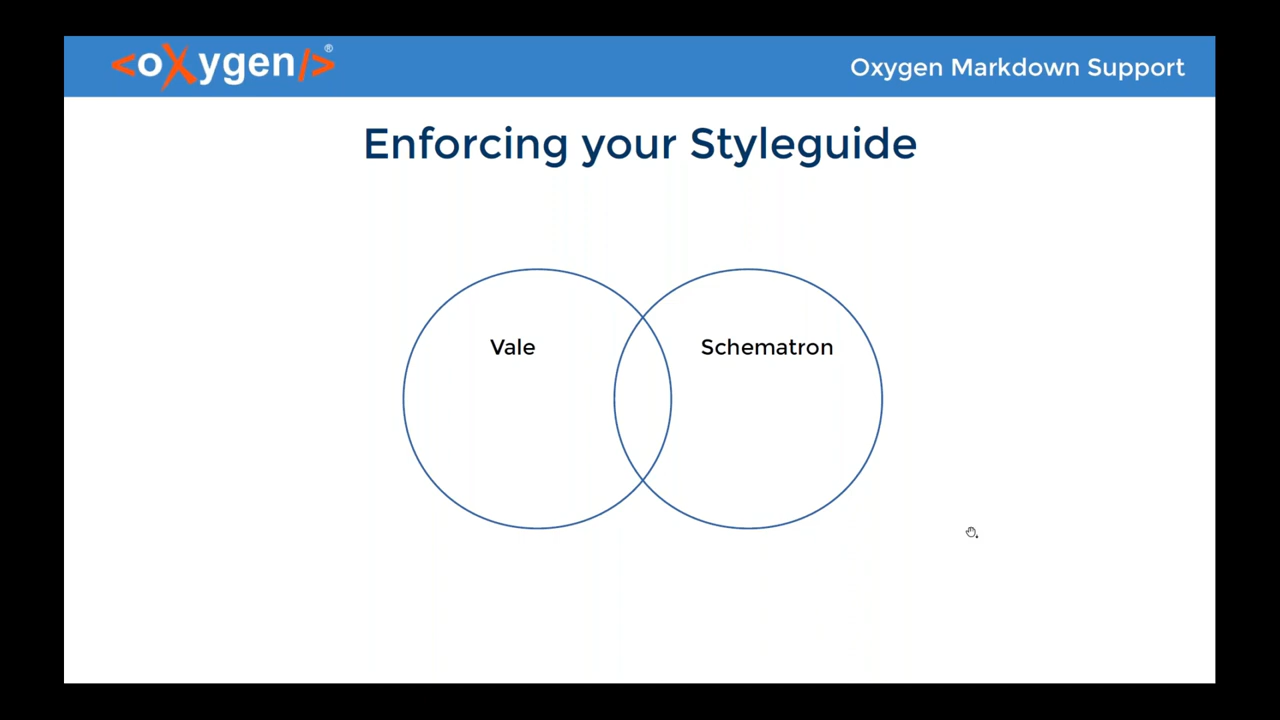 <oXygen/>®
Oxygen Markdown Support
Enforcing your Styleguide
Vale
Schematron